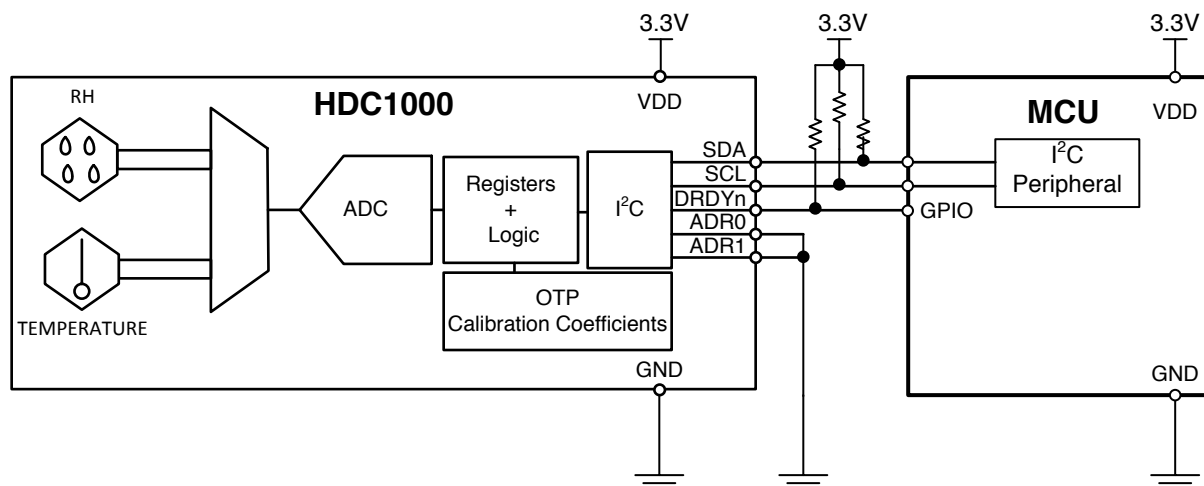 3.3V
3.3V
3.3V
RH
HDC1000
VDD
MCU
VDD
SDA
SCL
DRDYn
ADR0
ADR1
ADC
Registers
+
Logic
I²C
I²C
Peripheral
GPIO
OTP
Calibration Coefficients
TEMPERATURE
GND
GND